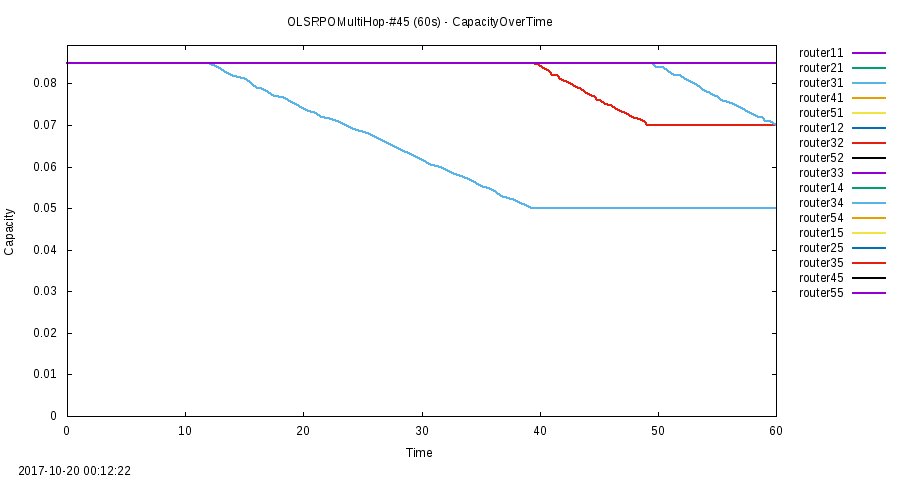 OLSRPOMultiHop-#45 (60s) - CapacityOverTime
router11
router21
router31
router41
router51
router12
router32
router52
router33
router14
router34
router54
router15
router25
router35
router45
router55
0.08
0.07
0.06
0.05
0.04
0.03
0.02
0.01
0
Capacity
0 10 20 30 40 50 60
Time
2017-10-20 00:12:22